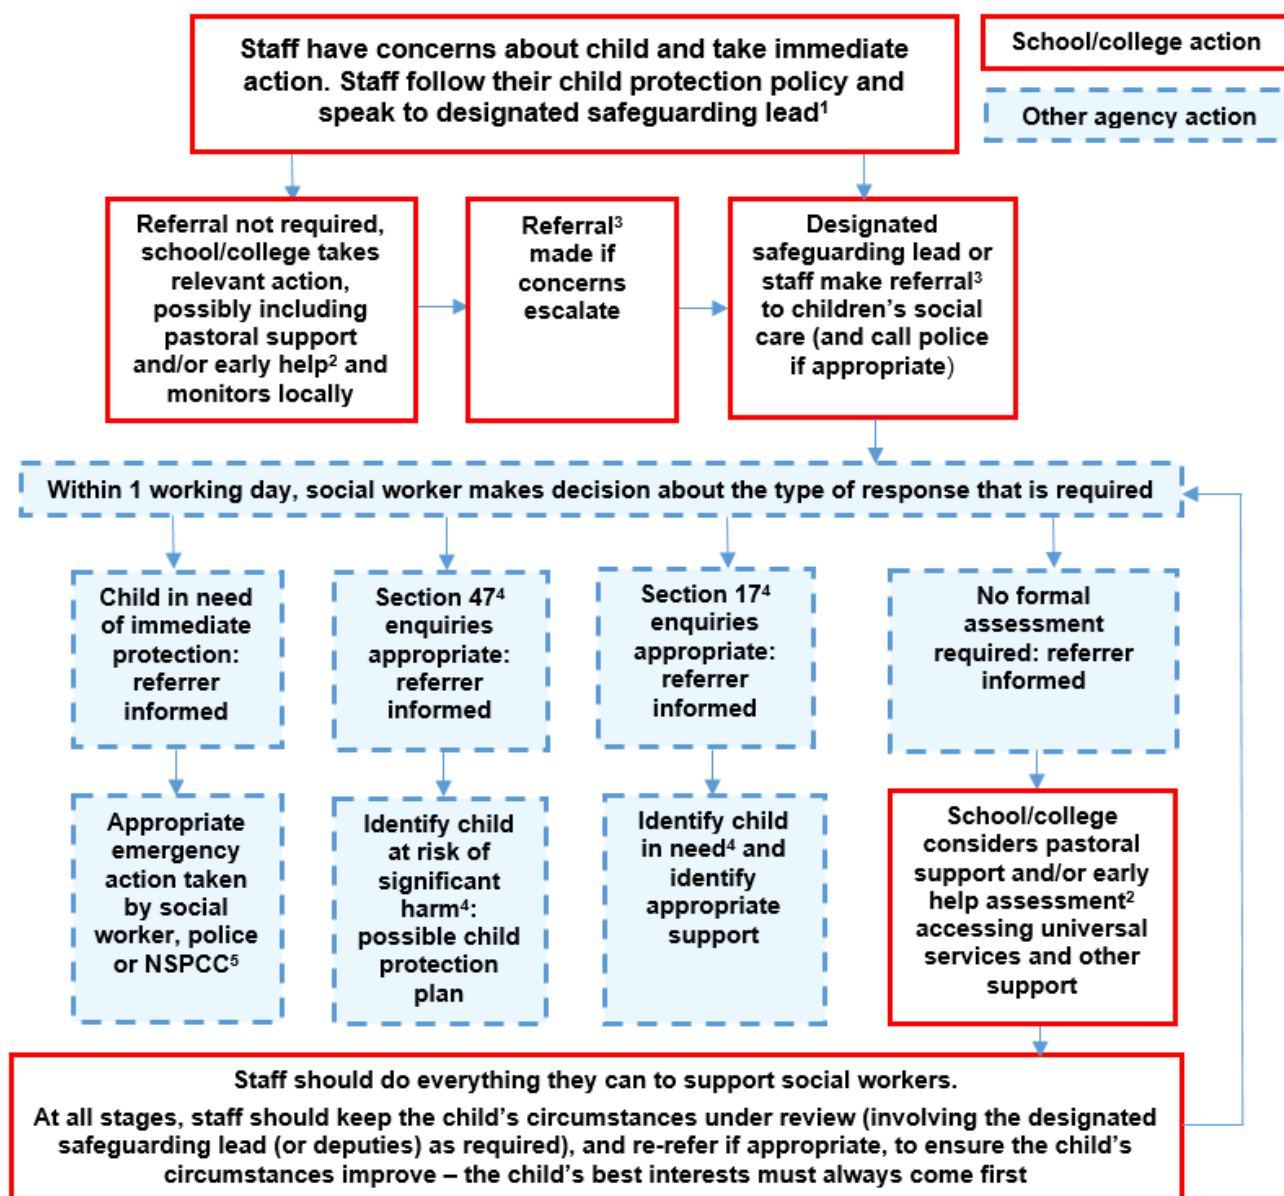 Staff have concerns about child and take immediate
action. Staff follow their child protection policy and
speak to designated safeguarding lead¹
School/college action
Other agency action
Referral not required,
school/college takes
relevant action,
possibly including
pastoral support
and/or early help² and
monitors locally
Referral³
made if
concerns
escalate
Designated
safeguarding lead or
staff make referral³
to children's social
care (and call police
if appropriate)
Within 1 working day, social worker makes decision about the type of response that is required
Child in need
of immediate
protection:
referrer
informed
Section 47⁴
enquiries
appropriate:
referrer
informed
Section 17⁴
enquiries
appropriate:
referrer
informed
No formal
assessment
required: referrer
informed
Appropriate
emergency
action taken
by social
worker, police
or NSPCC⁵
Identify child
at risk of
significant
harm⁴:
possible child
protection
plan
Identify child
in need⁴ and
identify
appropriate
support
School/college
considers pastoral
support and/or early
help assessment²
accessing universal
services and other
support
Staff should do everything they can to support social workers.
At all stages, staff should keep the child's circumstances under review (involving the designated
safeguarding lead (or deputies) as required), and re-refer if appropriate, to ensure the child's
circumstances improve – the child's best interests must always come first